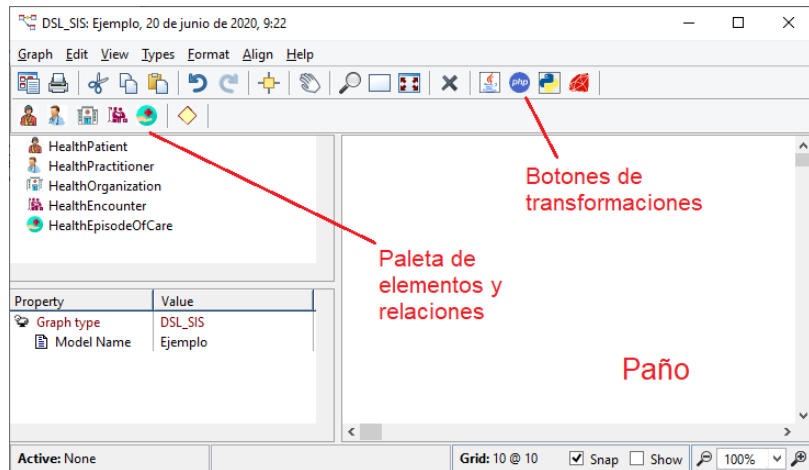 DSL_SIS: Ejemplo, 20 de junio de 2020, 9:22
Graph Edit View Types Format Align Help
php
HealthPatient
HealthPractitioner
HealthOrganization
HealthEncounter
HealthEpisodeOfCare
Botones de
transformaciones
Paleta de
elementos y
relaciones
Property Value
Graph type DSL_SIS
Model Name Ejemplo
Paño
Active: None Grid: 10 @ 10 Snap Show 100%